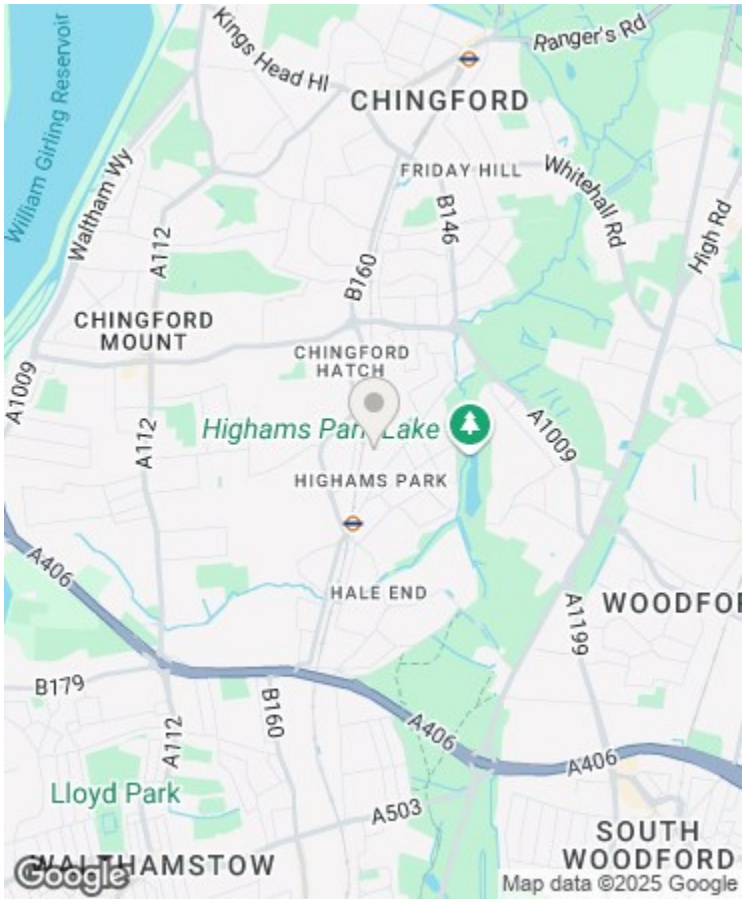 Kings Head Hl
Ranger's Rd
CHINGFORD
William Girling Reservoir
Waltham Wy
FRIDAY HILL
Whitehall Rd
B146
High Rd
A112
B160
CHINGFORD
MOUNT
CHINGFORD
HATCH
A1009
A112
Highams Park Lake
A1009
HIGHAMS PARK
A406
HALE END
WOODFOR
A1199
B179
B160
A112
A406
A406
Lloyd Park
A503
SOUTH
WOODFORD
WALTHAMSTOW
Google
Map data ©2025 Google